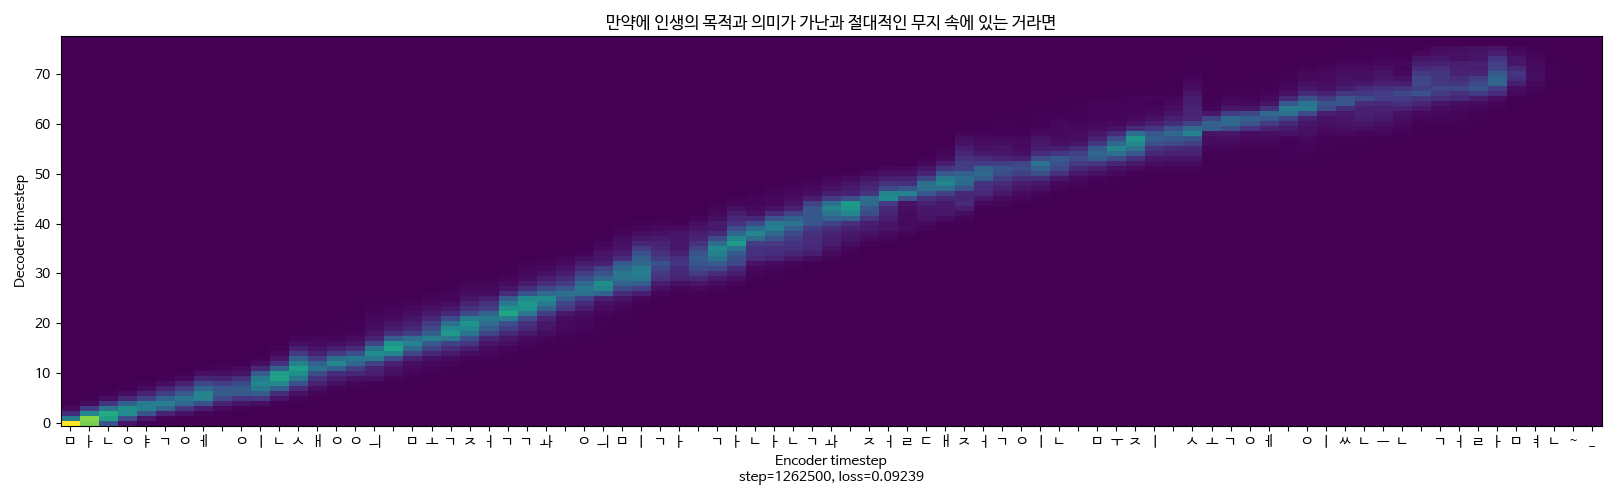 만약에 인생의 목적과 의미가 가난과 절대적인 무지 속에 있는 거라면
Decoder timestep
70
60
50
40
30
20
10
0
ㅁ ㅏ ㄴ ㅇ ㅑ ㄱ ㅇ ㅔ ㅇ ㅣ ㄴ ㅅ ㅐ ㅇ ㅇ ㅢ ㅁ ㅗ ㄱ ㅈ ㅓ ㄱ ㄱ ㅘ ㅇ ㅢ ㅁ ㅣ ㄱ ㅏ ㄱ ㅏ ㄴ ㅏ ㄴ ㄱ ㅘ ㅈ ㅓ ㄹ ㄷ ㅐ ㅈ ㅓ ㄱ ㅇ ㅣ ㄴ ㅁ ㅜ ㅈ ㅣ ㅅ ㅗ ㄱ ㅇ ㅔ ㅇ ㅣ ㅆ ㄴ ㅡ ㄴ ㄱ ㅓ ㄹ ㅏ ㅁ ㅕ ㄴ ~ _
Encoder timestep
step=1262500, loss=0.09239